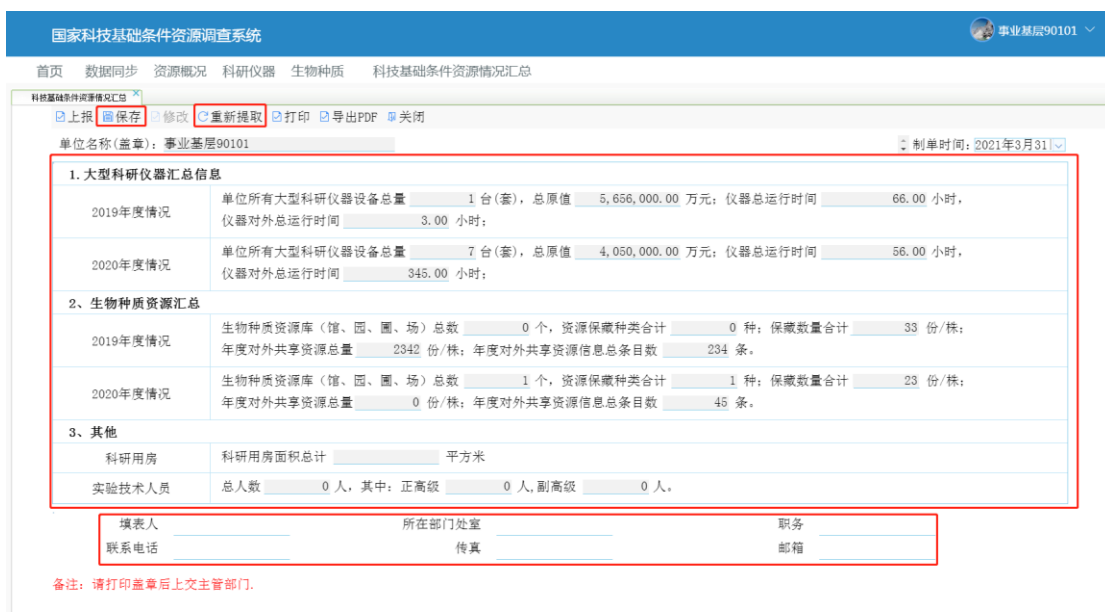 国家科技基础条件资源调查系统
事业基层90101
首页 数据同步 资源概况 科研仪器 生物种质 科技基础条件资源情况汇总
科技基础条件资源情况汇总 ×
上报 保存 修改 重新提取 打印 导出PDF 关闭
单位名称(盖章): 事业基层90101 制单时间: 2021年3月31
1.大型科研仪器汇总信息
2019年度情况
单位所有大型科研仪器设备总量 1 台(套), 总原值 5,656,000.00 万元; 仪器总运行时间 66.00 小时,
仪器对外总运行时间 3.00 小时;
2020年度情况
单位所有大型科研仪器设备总量 7 台(套), 总原值 4,050,000.00 万元; 仪器总运行时间 56.00 小时,
仪器对外总运行时间 345.00 小时;
2、生物种质资源汇总
2019年度情况
生物种质资源库（馆、园、圃、场）总数 0 个, 资源保藏种类合计 0 种; 保藏数量合计 33 份/株;
年度对外共享资源总量 2342 份/株; 年度对外共享资源信息总条目数 234 条。
2020年度情况
生物种质资源库（馆、园、圃、场）总数 1 个, 资源保藏种类合计 1 种; 保藏数量合计 23 份/株;
年度对外共享资源总量 0 份/株; 年度对外共享资源信息总条目数 45 条。
3、其他
科研用房 科研用房面积总计 平方米
实验技术人员 总人数 0 人, 其中: 正高级 0 人,副高级 0 人。
填表人 所在部门处室 职务
联系电话 传真 邮箱
备注: 请打印盖章后上交主管部门.